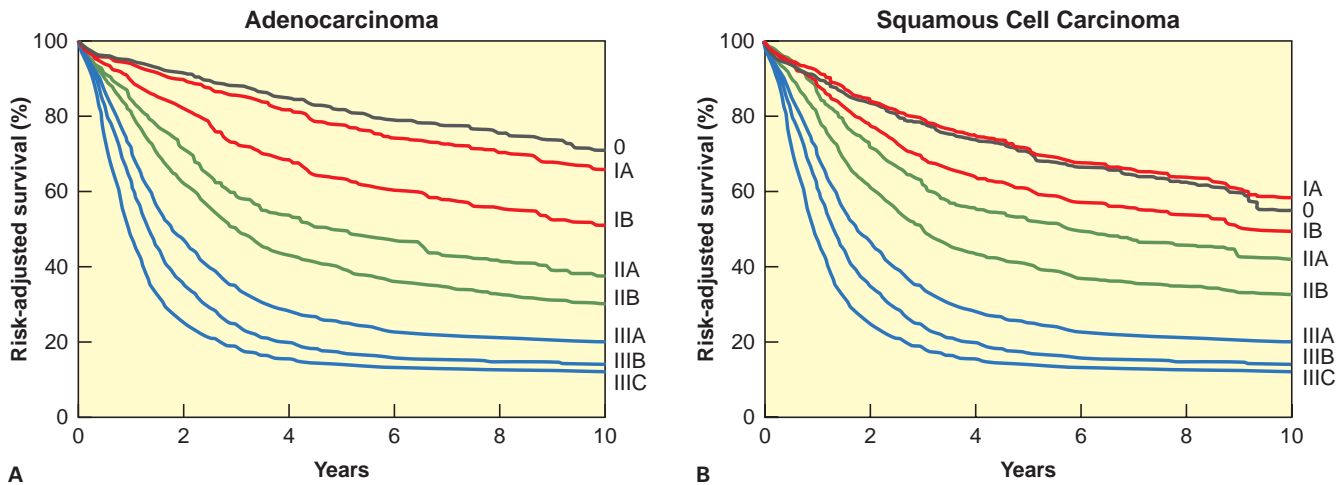 Adenocarcinoma
Risk-adjusted survival (%)
100
80
60
40
20
0
0
IA
IB
IIA
IIB
IIIA
IIIB
IIIC
0 2 4 6 8 10
Years
A
Squamous Cell Carcinoma
Risk-adjusted survival (%)
100
80
60
40
20
0
IA
0
IB
IIA
IIB
IIIA
IIIB
IIIC
0 2 4 6 8 10
Years
B